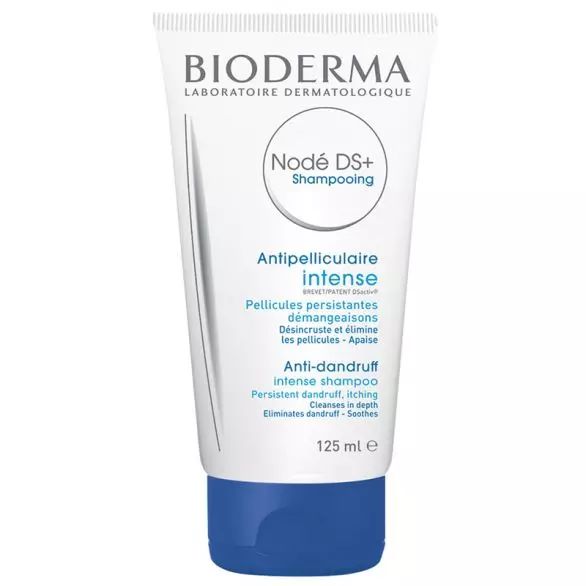 BIODERMA
LABORATOIRE DERMATOLOGIQUE
Nodé DS+
Shampooing
Antipelliculaire
intense
BREVET/PATENT DSactiv®
Pellicules persistantes
démangeaisons
Désincruste et élimine
les pellicules - Apaise
Anti-dandruff
intense shampoo
Persistent dandruff, itching
Cleanses in depth
Eliminates dandruff - Soothes
125 ml ℮